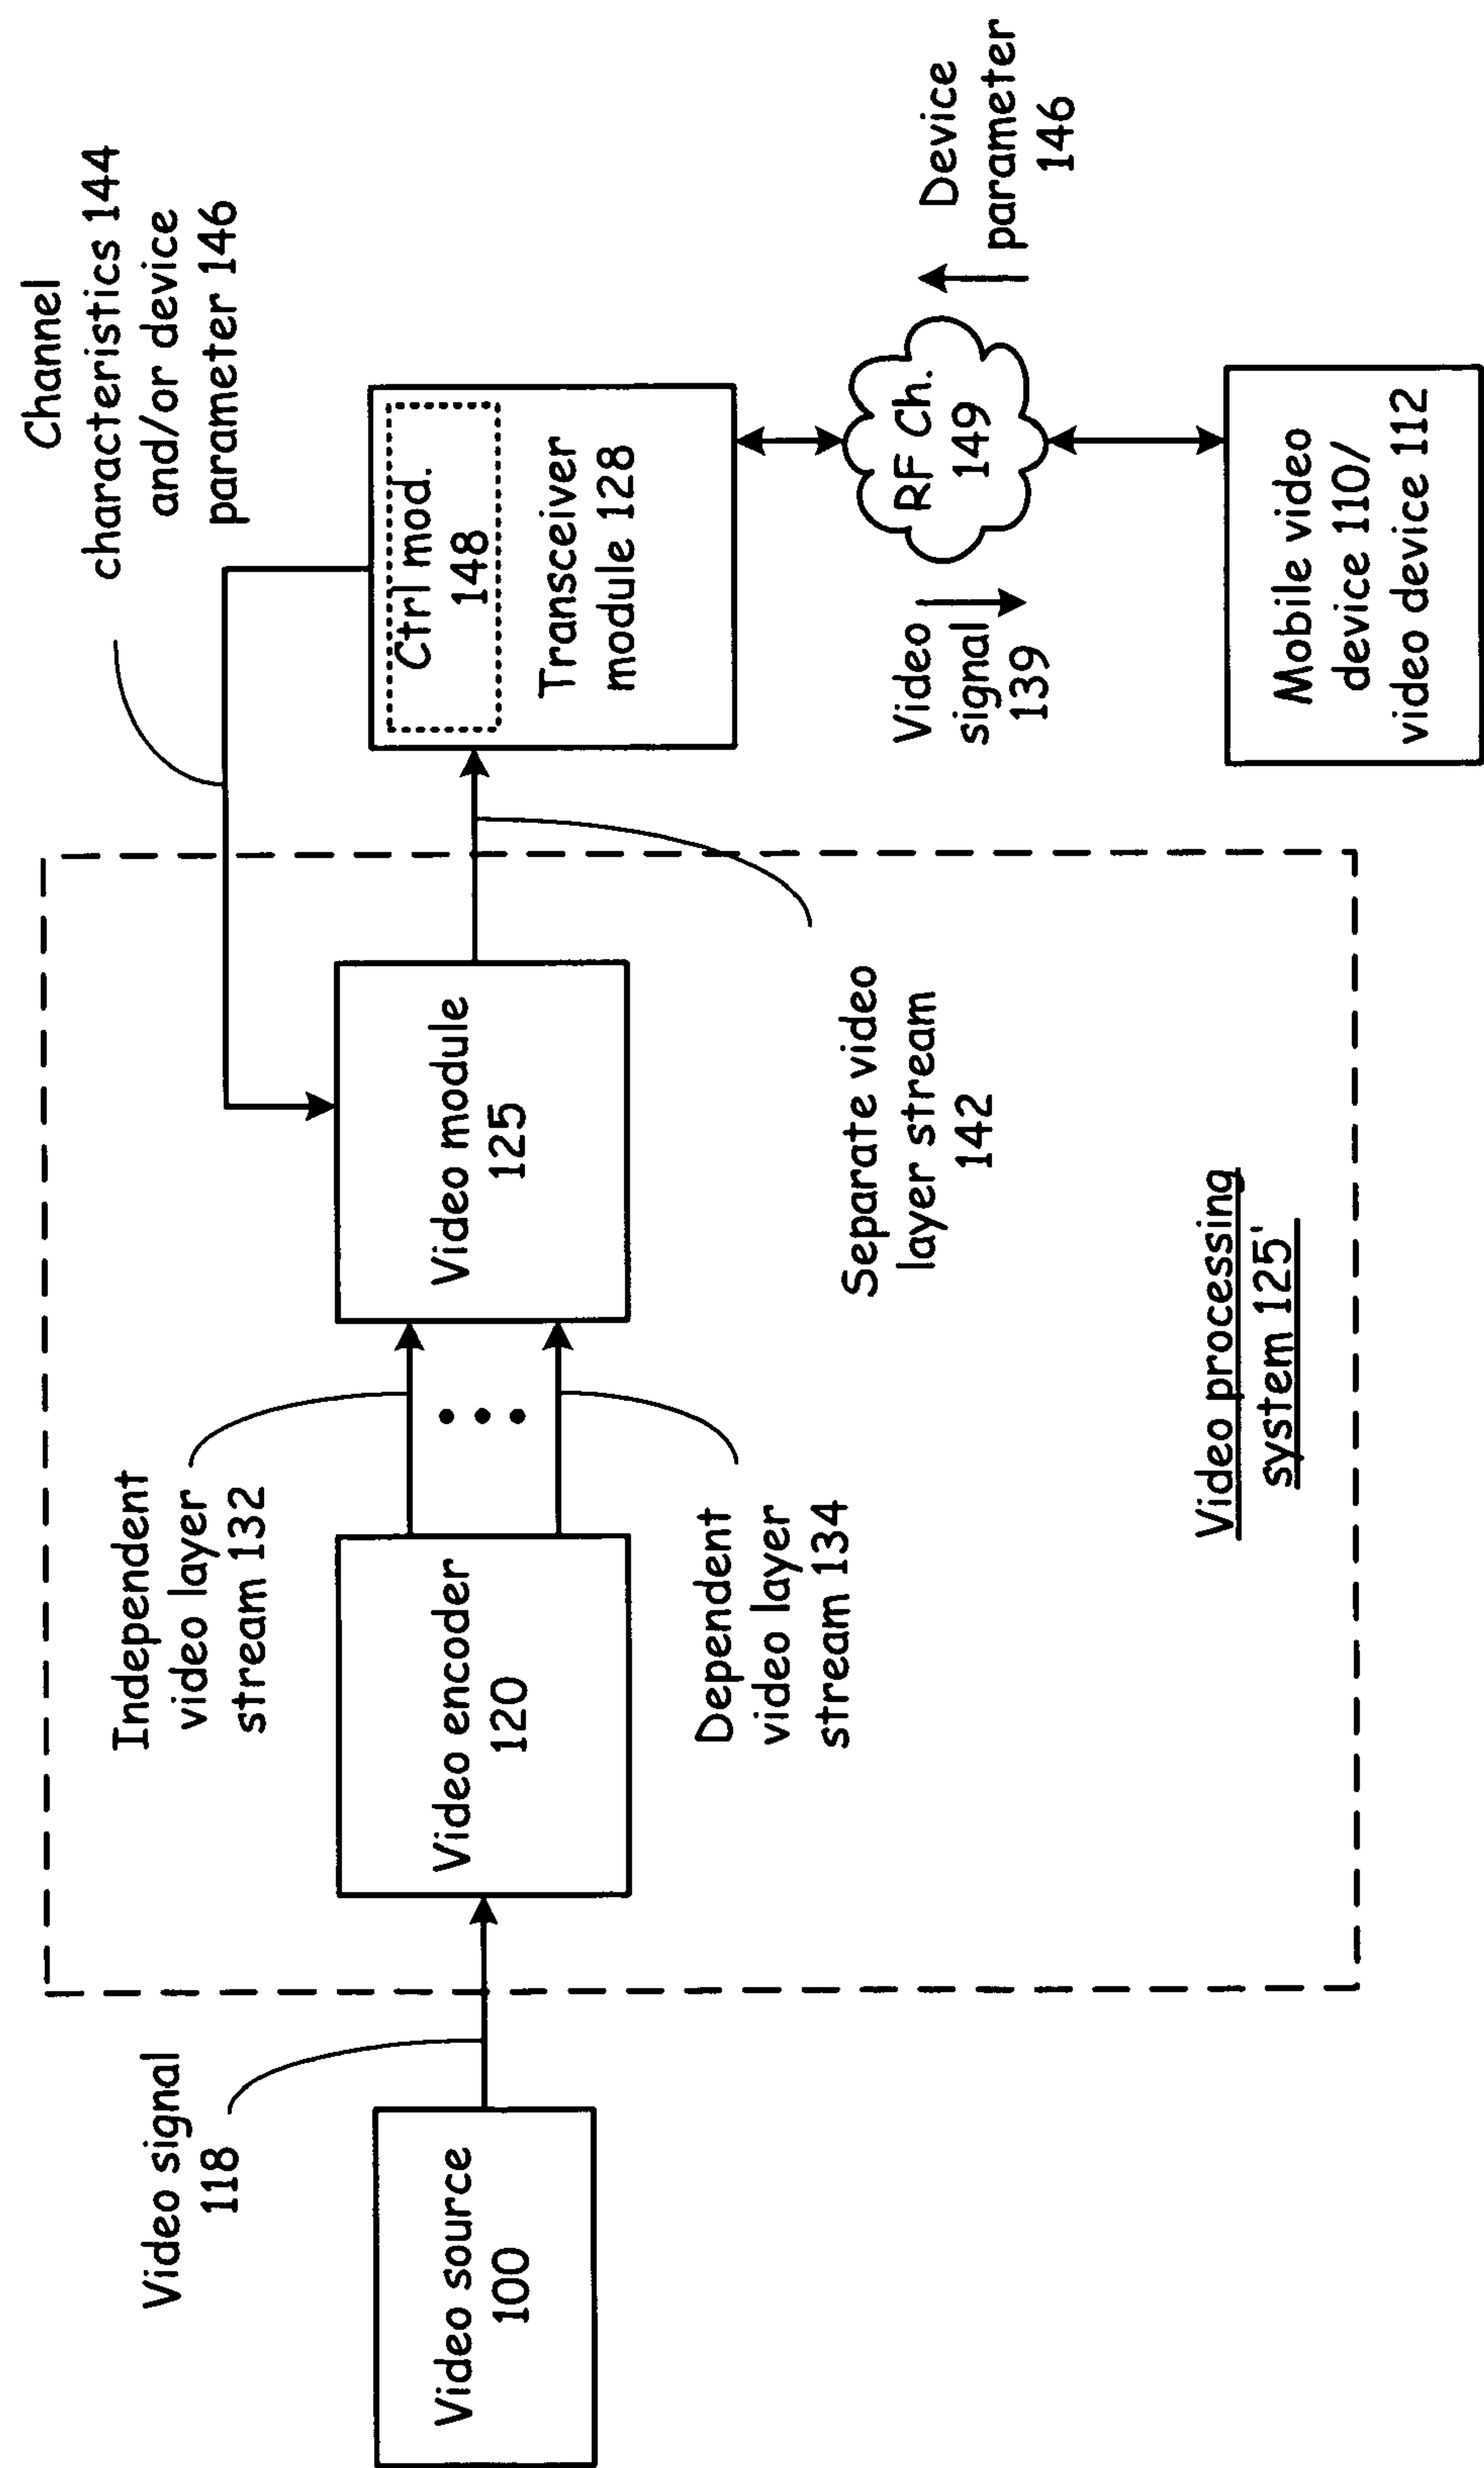 Video signal
118
Video source
100
Independent
video layer
stream 132
Video encoder
120
Dependent
video layer
stream 134
Video module
125
Separate video
layer stream
142
Video processing
system 125'
Channel
characteristics 144
and/or device
parameter 146
Ctrl mod.
148
Transceiver
module 128
Video
signal
139
RF Ch.
149
Device
parameter
146
Mobile video
device 110/
video device 112